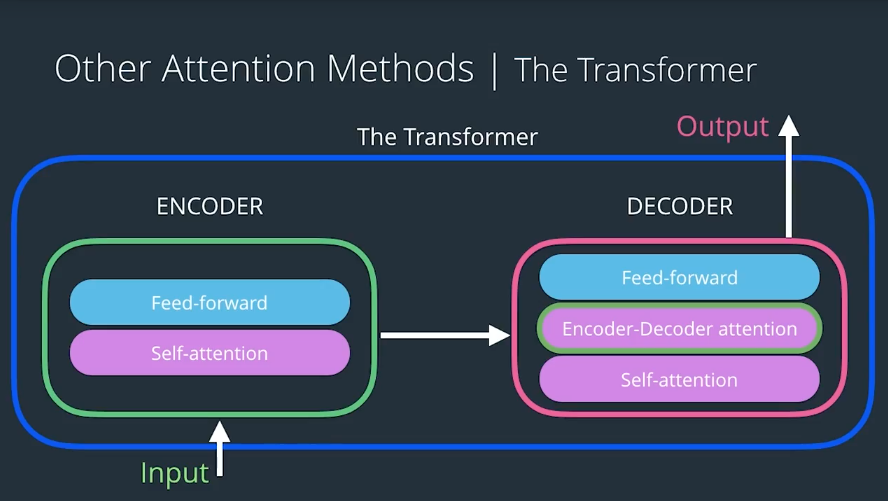 Other Attention Methods | The Transformer
The Transformer
Output
ENCODER
DECODER
Feed-forward
Self-attention
Feed-forward
Encoder-Decoder attention
Self-attention
Input